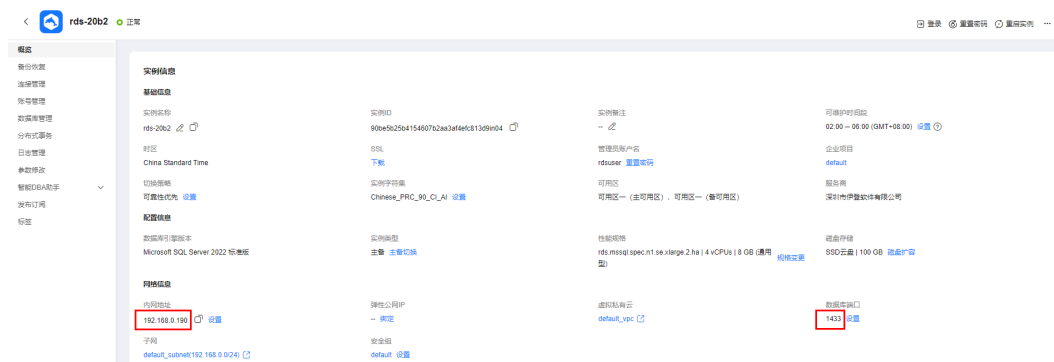 rds-20b2 正常 登录 重置密码 重启实例 ...
概览
备份恢复
连接管理
账号管理
数据库管理
分布式事务
日志管理
参数修改
智能DBA助手
发布订阅
标签
实例信息
基础信息
实例名称 实例ID 实例备注 可维护时间段
rds-20b2 90be5b25b4154607b2aa3af4efc813d9in04 -- 02:00 – 06:00 (GMT+08:00) 设置
时区 SSL 管理员账户名 企业项目
China Standard Time 下载 rdsuser 重置密码 default
切换策略 实例字符集 可用区 服务商
可靠性优先 设置 Chinese_PRC_90_CI_AI 设置 可用区一（主可用区），可用区一（备可用区） 深圳市伊登软件有限公司
配置信息
数据库引擎版本 实例类型 性能规格 磁盘存储
Microsoft SQL Server 2022 标准版 主备 主备切换 rds.mssql.spec.n1.se.xlarge.2.ha | 4 vCPUs | 8 GB (通用型) 规格变更 SSD云盘 | 100 GB 磁盘扩容
网络信息
内网地址 弹性公网IP 虚拟私有云 数据库端口
192.168.0.190 设置 -- 绑定 default_vpc 1433 设置
子网 安全组
default_subnet(192.168.0.0/24) default 设置